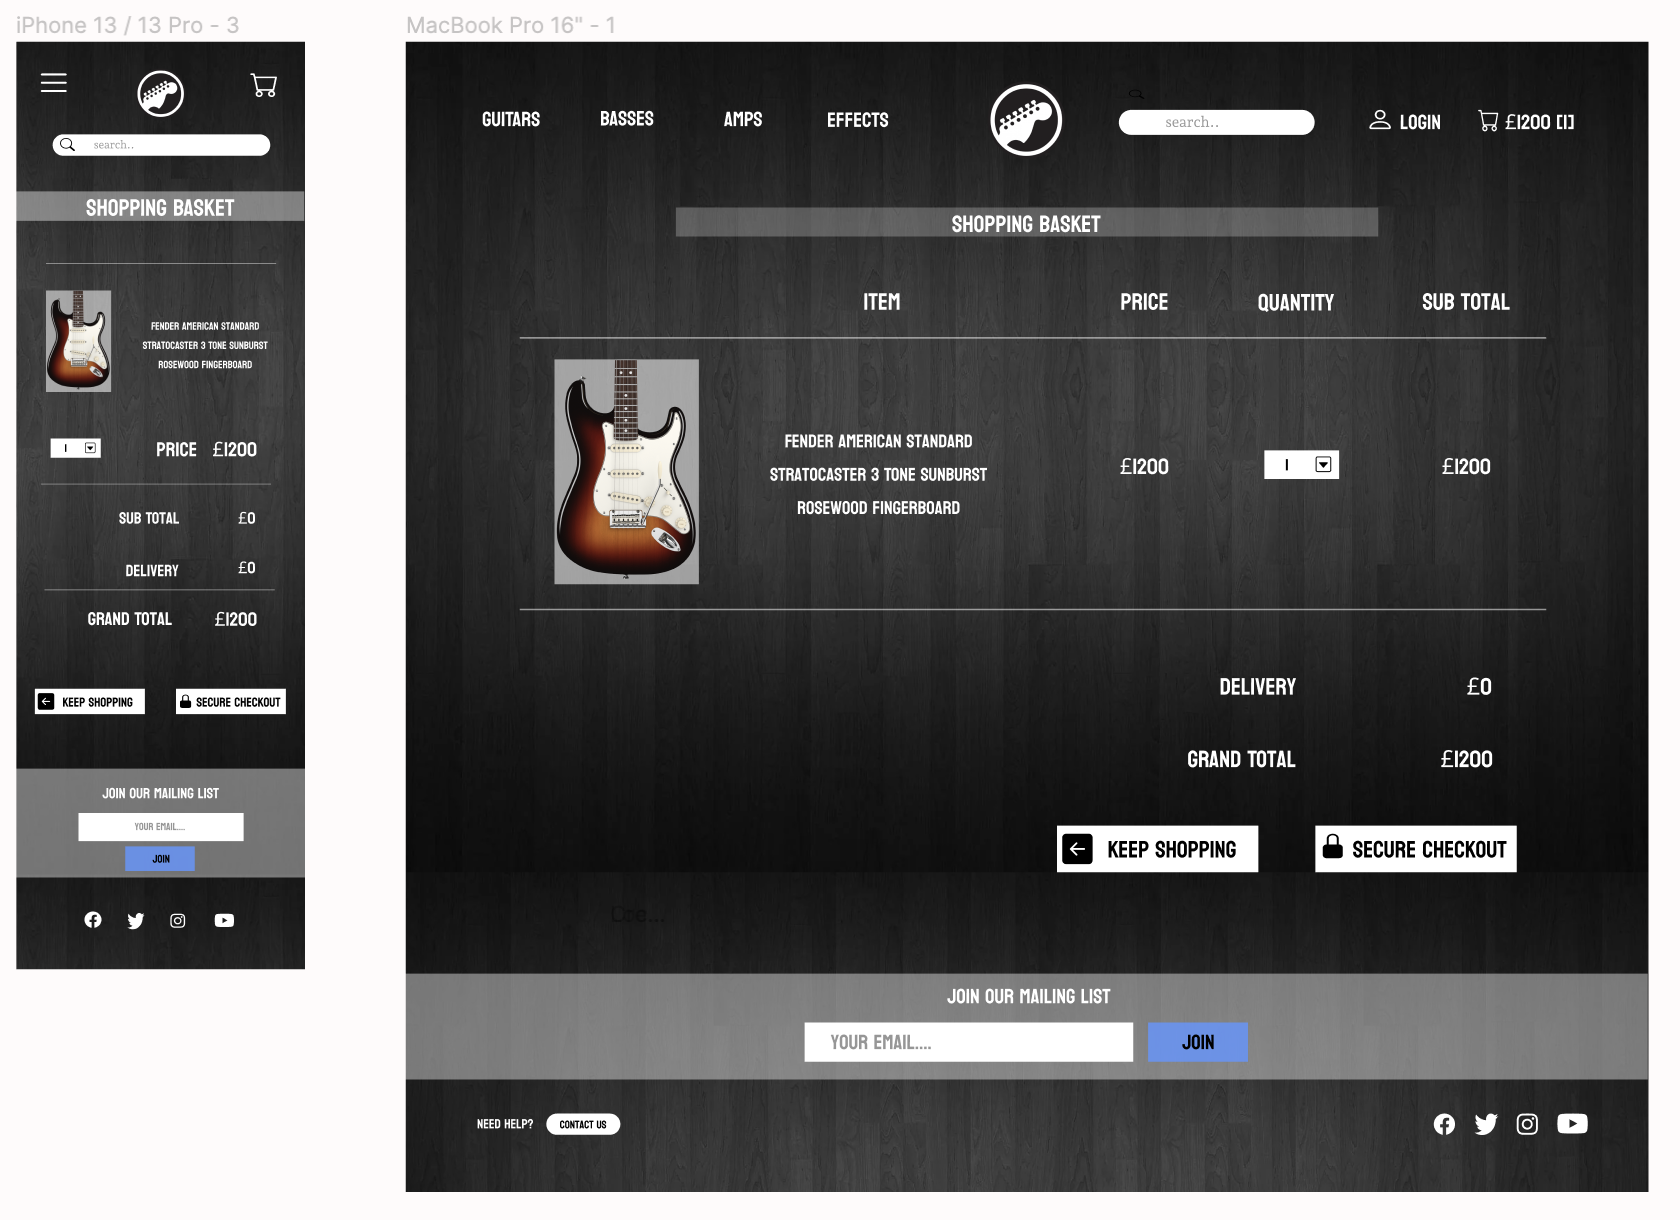 iPhone 13 / 13 Pro - 3
search..
SHOPPING BASKET
FENDER AMERICAN STANDARD
STRATOCASTER 3 TONE SUNBURST
ROSEWOOD FINGERBOARD
1
PRICE £1200
SUB TOTAL £0
DELIVERY £0
GRAND TOTAL £1200
KEEP SHOPPING SECURE CHECKOUT
JOIN OUR MAILING LIST
YOUR EMAIL....
JOIN
MacBook Pro 16" - 1
GUITARS BASSES AMPS EFFECTS search.. LOGIN £1200 [1]
SHOPPING BASKET
ITEM PRICE QUANTITY SUB TOTAL
FENDER AMERICAN STANDARD
STRATOCASTER 3 TONE SUNBURST
ROSEWOOD FINGERBOARD
£1200 1 £1200
DELIVERY £0
GRAND TOTAL £1200
KEEP SHOPPING SECURE CHECKOUT
JOIN OUR MAILING LIST
YOUR EMAIL.... JOIN
NEED HELP? CONTACT US